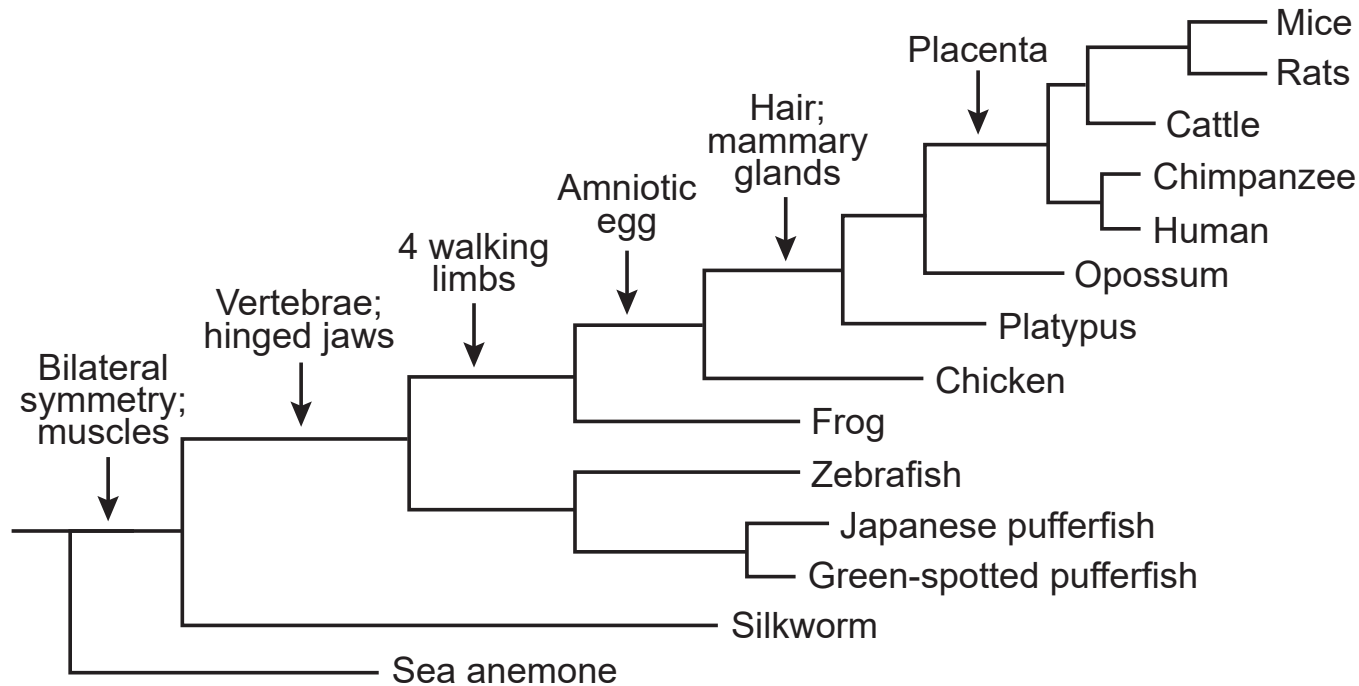 Mice
Placenta
Rats
Hair;
mammary
glands
Cattle
Amniotic
egg
Chimpanzee
Human
4 walking
limbs
Opossum
Vertebrae;
hinged jaws
Platypus
Bilateral
symmetry;
muscles
Chicken
Frog
Zebrafish
Japanese pufferfish
Green-spotted pufferfish
Silkworm
Sea anemone